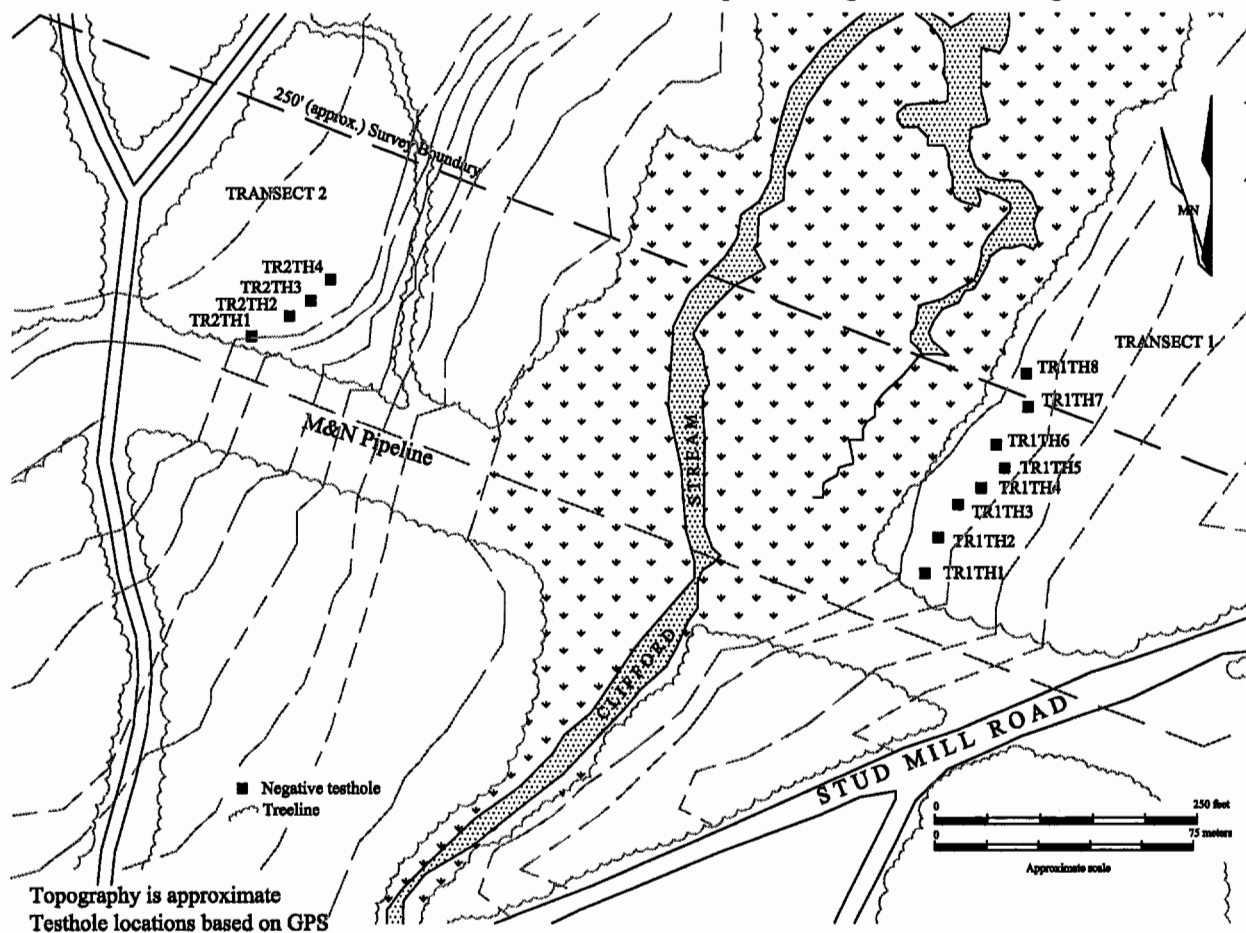 250' (approx.) Survey Boundary
TRANSECT 2
MN
TR2TH4
TR2TH3
TR2TH2
TR2TH1
TRANSECT 1
TR1TH8
TR1TH7
TR1TH6
TR1TH5
TR1TH4
TR1TH3
TR1TH2
TR1TH1
M&N Pipeline
CLIFFORD STREAM
STUD MILL ROAD
Negative testhole
Treeline
0 250 feet
0 75 meters
Approximate scale
Topography is approximate
Testhole locations based on GPS